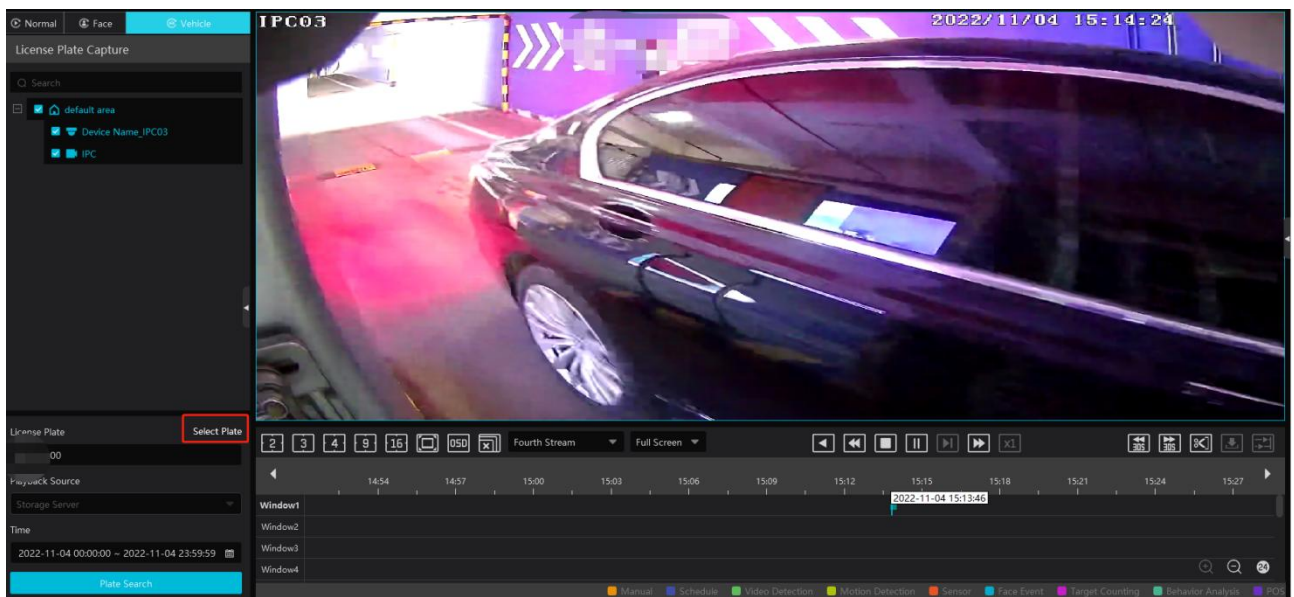 Normal Face Vehicle
License Plate Capture
Search
default area
Device Name_IPC03
IPC
License Plate Select Plate
00
Playback Source
Storage Server
Time
2022-11-04 00:00:00 ~ 2022-11-04 23:59:59
Plate Search
IPC03 2022/11/04 15:14:24
2 3 4 9 16 OSD Fourth Stream Full Screen x1 30S 30S
14:54 14:57 15:00 15:03 15:06 15:09 15:12 15:15 15:18 15:21 15:24 15:27
2022-11-04 15:13:46
Window1
Window2
Window3
Window4
24
Manual Schedule Video Detection Motion Detection Sensor Face Event Target Counting Behavior Analysis POS